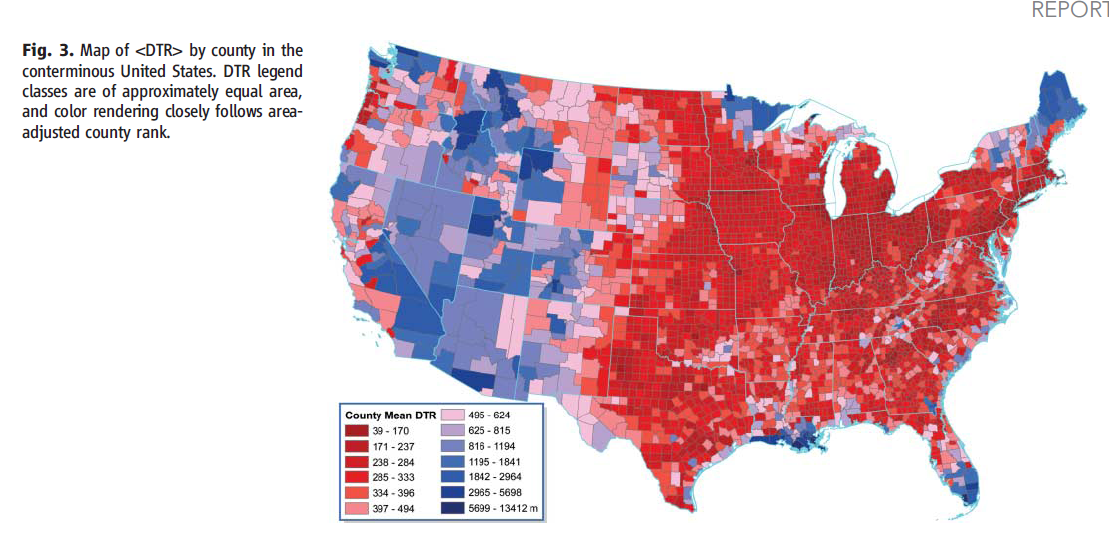 REPORT
Fig. 3. Map of <DTR> by county in the
conterminous United States. DTR legend
classes are of approximately equal area,
and color rendering closely follows area-
adjusted county rank.
County Mean DTR
39 - 170
171 - 237
238 - 284
285 - 333
334 - 396
397 - 494
495 - 624
625 - 815
816 - 1194
1195 - 1841
1842 - 2964
2965 - 5698
5699 - 13412 m